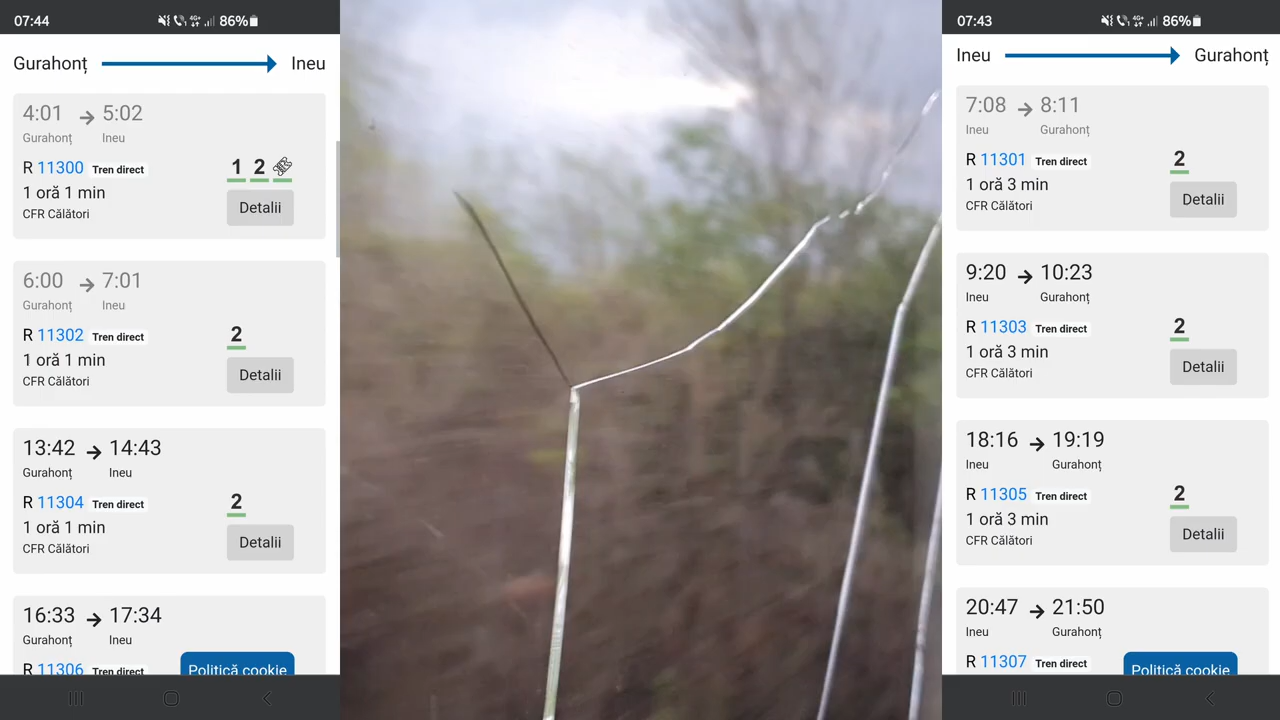 07:44
4G+
86%
Gurahonț
Ineu
4:01 → 5:02
Gurahonț Ineu
R 11300 Tren direct
1 2
1 oră 1 min
CFR Călători
Detalii
6:00 → 7:01
Gurahonț Ineu
R 11302 Tren direct
2
1 oră 1 min
CFR Călători
Detalii
13:42 → 14:43
Gurahonț Ineu
R 11304 Tren direct
2
1 oră 1 min
CFR Călători
Detalii
16:33 → 17:34
Gurahonț Ineu
R 11306 Tren direct
Politică cookie
07:43
4G+
86%
Ineu
Gurahonț
7:08 → 8:11
Ineu Gurahonț
R 11301 Tren direct
2
1 oră 3 min
CFR Călători
Detalii
9:20 → 10:23
Ineu Gurahonț
R 11303 Tren direct
2
1 oră 3 min
CFR Călători
Detalii
18:16 → 19:19
Ineu Gurahonț
R 11305 Tren direct
2
1 oră 3 min
CFR Călători
Detalii
20:47 → 21:50
Ineu Gurahonț
R 11307 Tren direct
Politică cookie